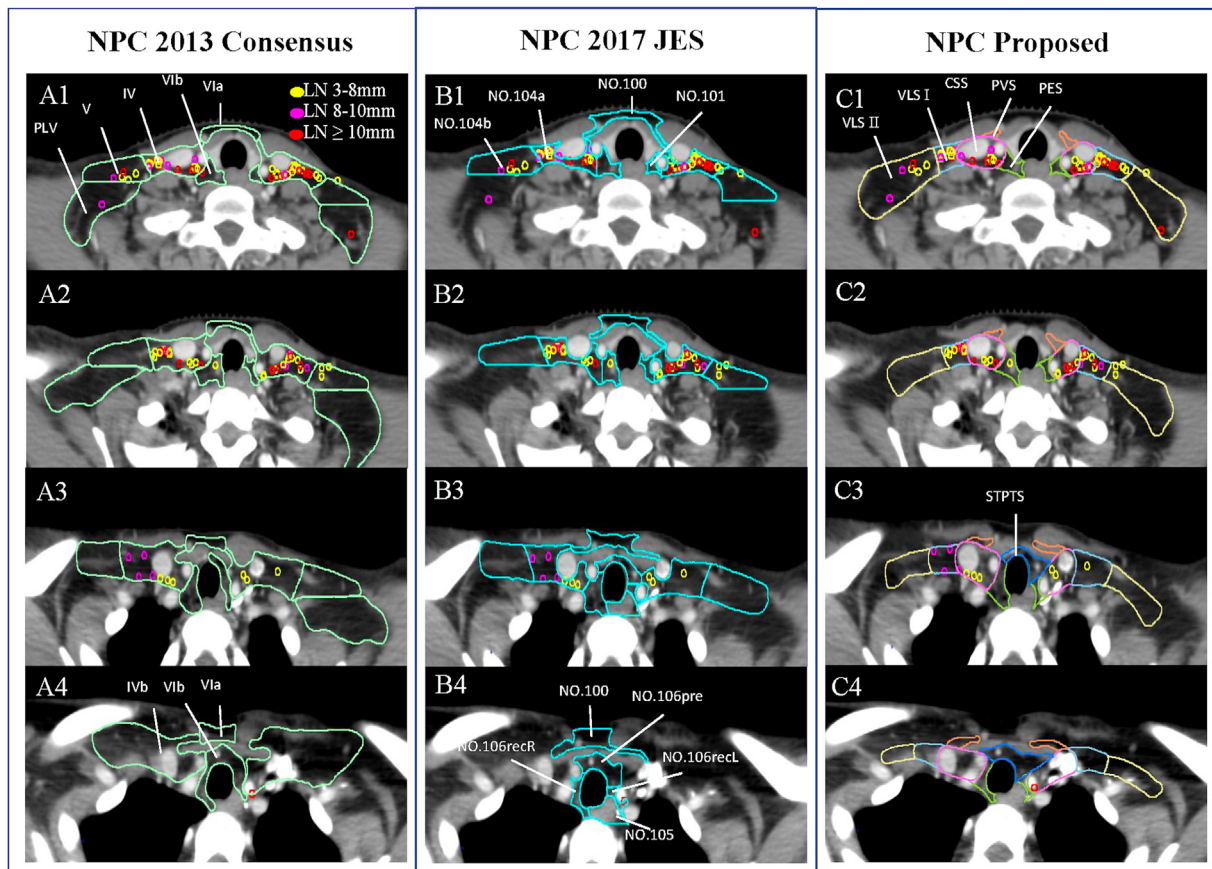 NPC 2013 Consensus
NPC 2017 JES
NPC Proposed
A1
PLV
V
IV
VIb
VIa
LN 3-8mm
LN 8-10mm
LN ≥ 10mm
B1
NO.104b
NO.104a
NO.100
NO.101
C1
VLS II
VLS I
CSS
PVS
PES
A2
B2
C2
A3
B3
C3
STPTS
A4
IVb
VIb
VIa
B4
NO.100
NO.106pre
NO.106recR
NO.106recL
NO.105
C4